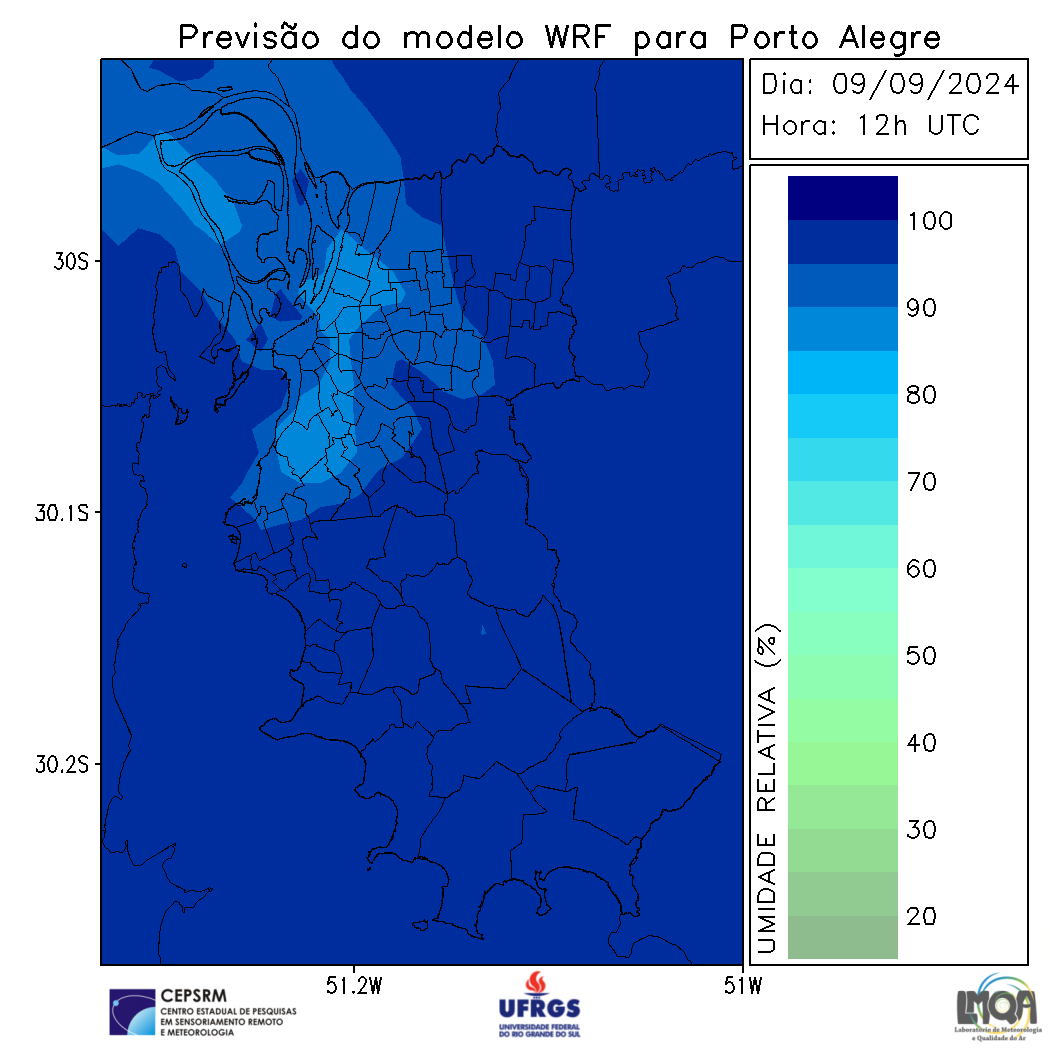 Previsão do modelo WRF para Porto Alegre
Dia: 09/09/2024
Hora: 12h UTC
30S
30.1S
30.2S
51.2W
51W
UMIDADE RELATIVA (%)
100
90
80
70
60
50
40
30
20
CEPSRM
CENTRO ESTADUAL DE PESQUISAS
EM SENSORIAMENTO REMOTO
E METEOROLOGIA
UFRGS
UNIVERSIDADE FEDERAL
DO RIO GRANDE DO SUL
LMQA
Laboratório de Meteorologia
e Qualidade do Ar